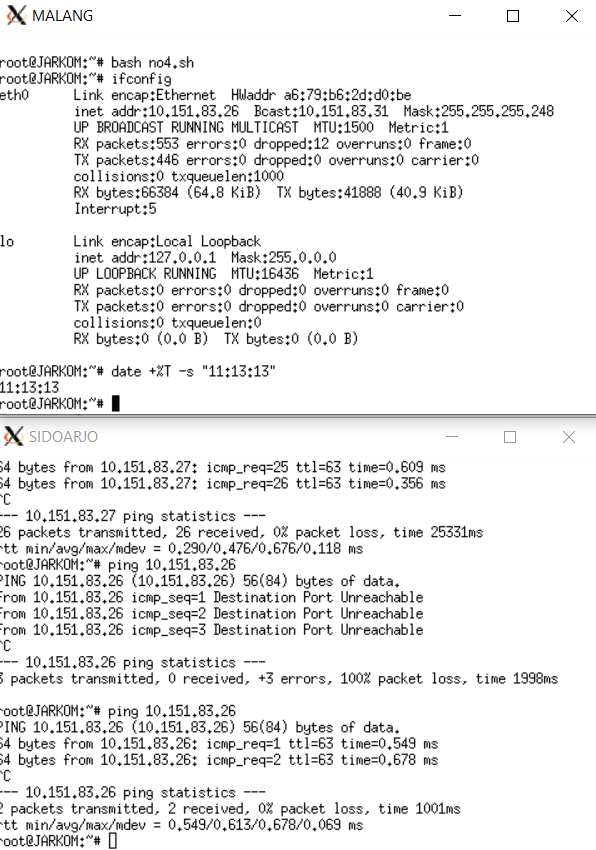 MALANG
root@JARKOM:~# bash no4.sh
root@JARKOM:~# ifconfig
eth0 Link encap:Ethernet HWaddr a6:79:b6:2d:d0:be
inet addr:10.151.83.26 Bcast:10.151.83.31 Mask:255.255.255.248
UP BROADCAST RUNNING MULTICAST MTU:1500 Metric:1
RX packets:553 errors:0 dropped:12 overruns:0 frame:0
TX packets:446 errors:0 dropped:0 overruns:0 carrier:0
collisions:0 txqueuelen:1000
RX bytes:66384 (64.8 KiB) TX bytes:41888 (40.9 KiB)
Interrupt:5
lo Link encap:Local Loopback
inet addr:127.0.0.1 Mask:255.0.0.0
UP LOOPBACK RUNNING MTU:16436 Metric:1
RX packets:0 errors:0 dropped:0 overruns:0 frame:0
TX packets:0 errors:0 dropped:0 overruns:0 carrier:0
collisions:0 txqueuelen:0
RX bytes:0 (0.0 B) TX bytes:0 (0.0 B)
root@JARKOM:~# date +%T -s "11:13:13"
11:13:13
root@JARKOM:~#
SIDOARJO
64 bytes from 10.151.83.27: icmp_req=25 ttl=63 time=0.609 ms
64 bytes from 10.151.83.27: icmp_req=26 ttl=63 time=0.356 ms
^C
--- 10.151.83.27 ping statistics ---
26 packets transmitted, 26 received, 0% packet loss, time 25331ms
rtt min/avg/max/mdev = 0.290/0.476/0.676/0.118 ms
root@JARKOM:~# ping 10.151.83.26
PING 10.151.83.26 (10.151.83.26) 56(84) bytes of data.
From 10.151.83.26 icmp_seq=1 Destination Port Unreachable
From 10.151.83.26 icmp_seq=2 Destination Port Unreachable
From 10.151.83.26 icmp_seq=3 Destination Port Unreachable
^C
--- 10.151.83.26 ping statistics ---
3 packets transmitted, 0 received, +3 errors, 100% packet loss, time 1998ms
root@JARKOM:~# ping 10.151.83.26
PING 10.151.83.26 (10.151.83.26) 56(84) bytes of data.
64 bytes from 10.151.83.26: icmp_req=1 ttl=63 time=0.549 ms
64 bytes from 10.151.83.26: icmp_req=2 ttl=63 time=0.678 ms
^C
--- 10.151.83.26 ping statistics ---
2 packets transmitted, 2 received, 0% packet loss, time 1001ms
rtt min/avg/max/mdev = 0.549/0.613/0.678/0.069 ms
root@JARKOM:~#